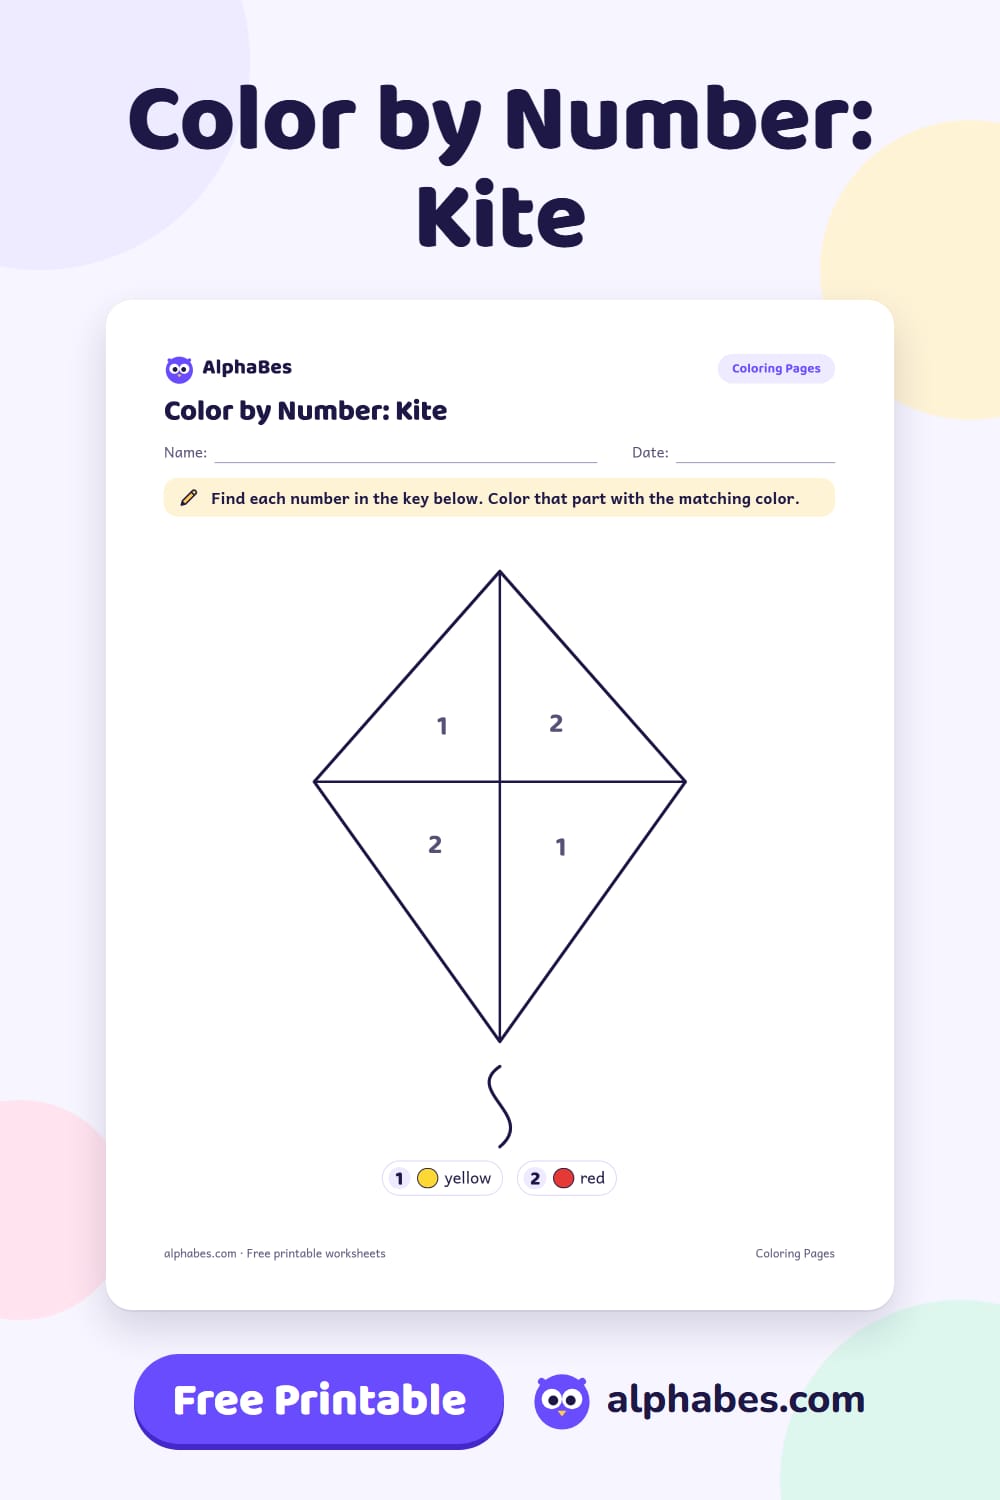 Color by Number:
Kite
AlphaBes
Coloring Pages
Color by Number: Kite
Name:
Date:
Find each number in the key below. Color that part with the matching color.
1
2
2
1
1 yellow
2 red
alphabes.com · Free printable worksheets
Coloring Pages
Free Printable
alphabes.com